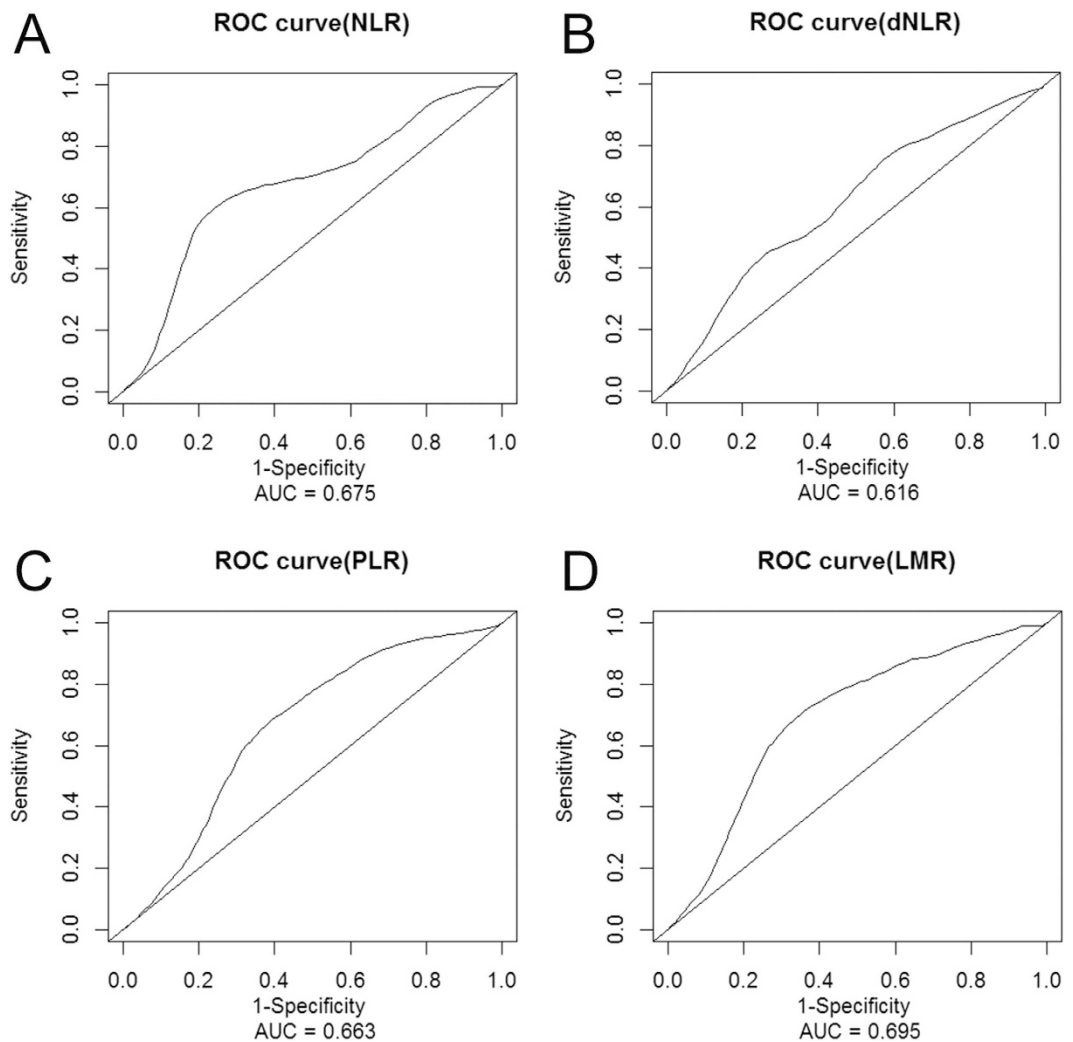 A
ROC curve(NLR)
Sensitivity
0.0 0.2 0.4 0.6 0.8 1.0
0.0 0.2 0.4 0.6 0.8 1.0
1-Specificity
AUC = 0.675
B
ROC curve(dNLR)
Sensitivity
0.0 0.2 0.4 0.6 0.8 1.0
0.0 0.2 0.4 0.6 0.8 1.0
1-Specificity
AUC = 0.616
C
ROC curve(PLR)
Sensitivity
0.0 0.2 0.4 0.6 0.8 1.0
0.0 0.2 0.4 0.6 0.8 1.0
1-Specificity
AUC = 0.663
D
ROC curve(LMR)
Sensitivity
0.0 0.2 0.4 0.6 0.8 1.0
0.0 0.2 0.4 0.6 0.8 1.0
1-Specificity
AUC = 0.695